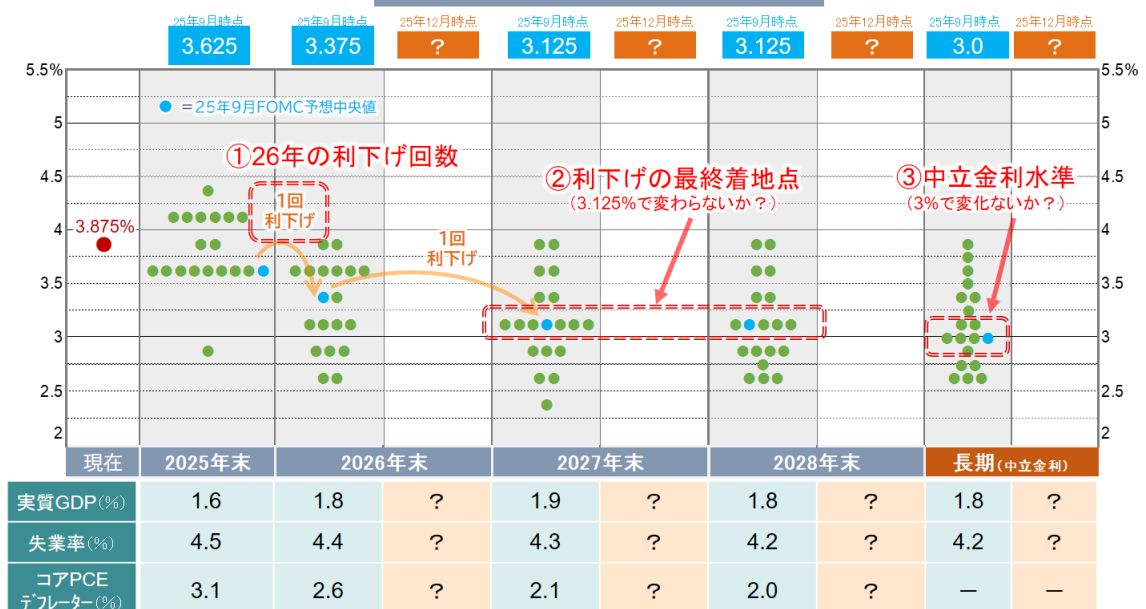 25年9月時点 25年9月時点 25年12月時点 25年9月時点 25年12月時点 25年9月時点 25年12月時点 25年9月時点 25年12月時点
3.625 3.375 ? 3.125 ? 3.125 ? 3.0 ?
5.5% 5.5%
●=25年9月FOMC予想中央値
5 5
①26年の利下げ回数
②利下げの最終着地点
(3.125%で変わらないか?)
③中立金利水準
(3%で変化ないか?)
4.5 4.5
1回
利下げ
3.875%
4 4
1回
利下げ
3.5 3.5
3 3
2.5 2.5
2 2
現在 2025年末 2026年末 2027年末 2028年末 長期(中立金利)
実質GDP(%) 1.6 1.8 ? 1.9 ? 1.8 ? 1.8 ?
失業率(%) 4.5 4.4 ? 4.3 ? 4.2 ? 4.2 ?
コアPCE
デフレーター(%) 3.1 2.6 ? 2.1 ? 2.0 ? － －